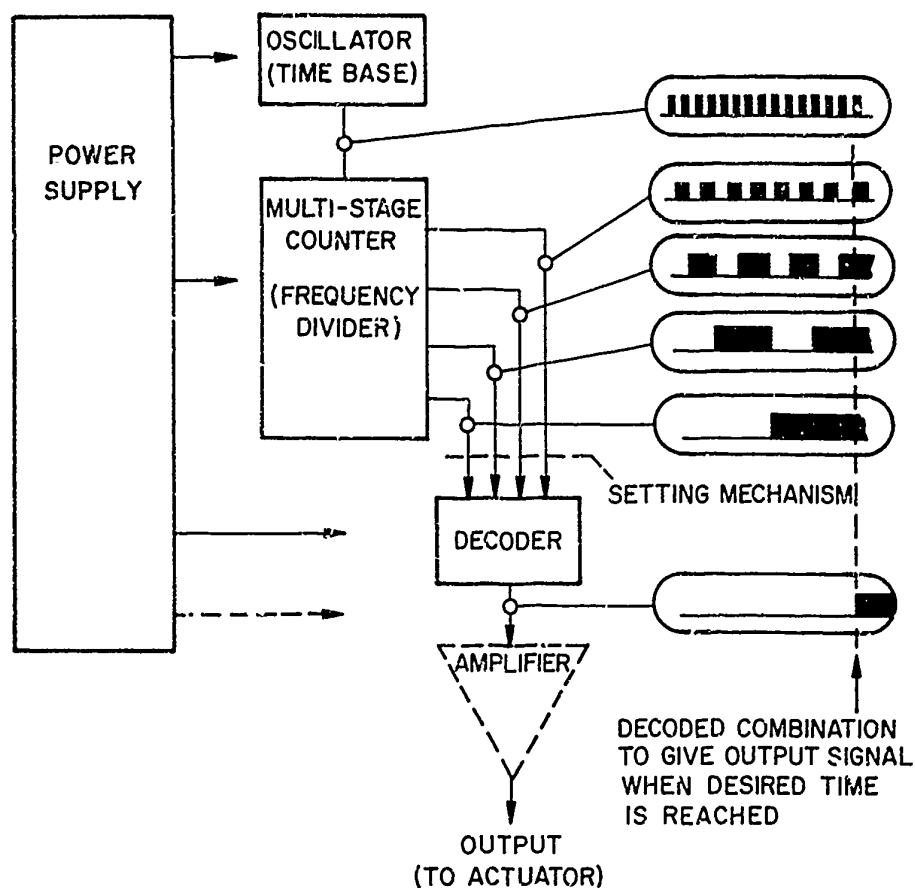 POWER
SUPPLY
OSCILLATOR
(TIME BASE)
MULTI-STAGE
COUNTER
(FREQUENCY
DIVIDER)
SETTING MECHANISM
DECODER
AMPLIFIER
DECODED COMBINATION
TO GIVE OUTPUT SIGNAL
WHEN DESIRED TIME
IS REACHED
OUTPUT
(TO ACTUATOR)